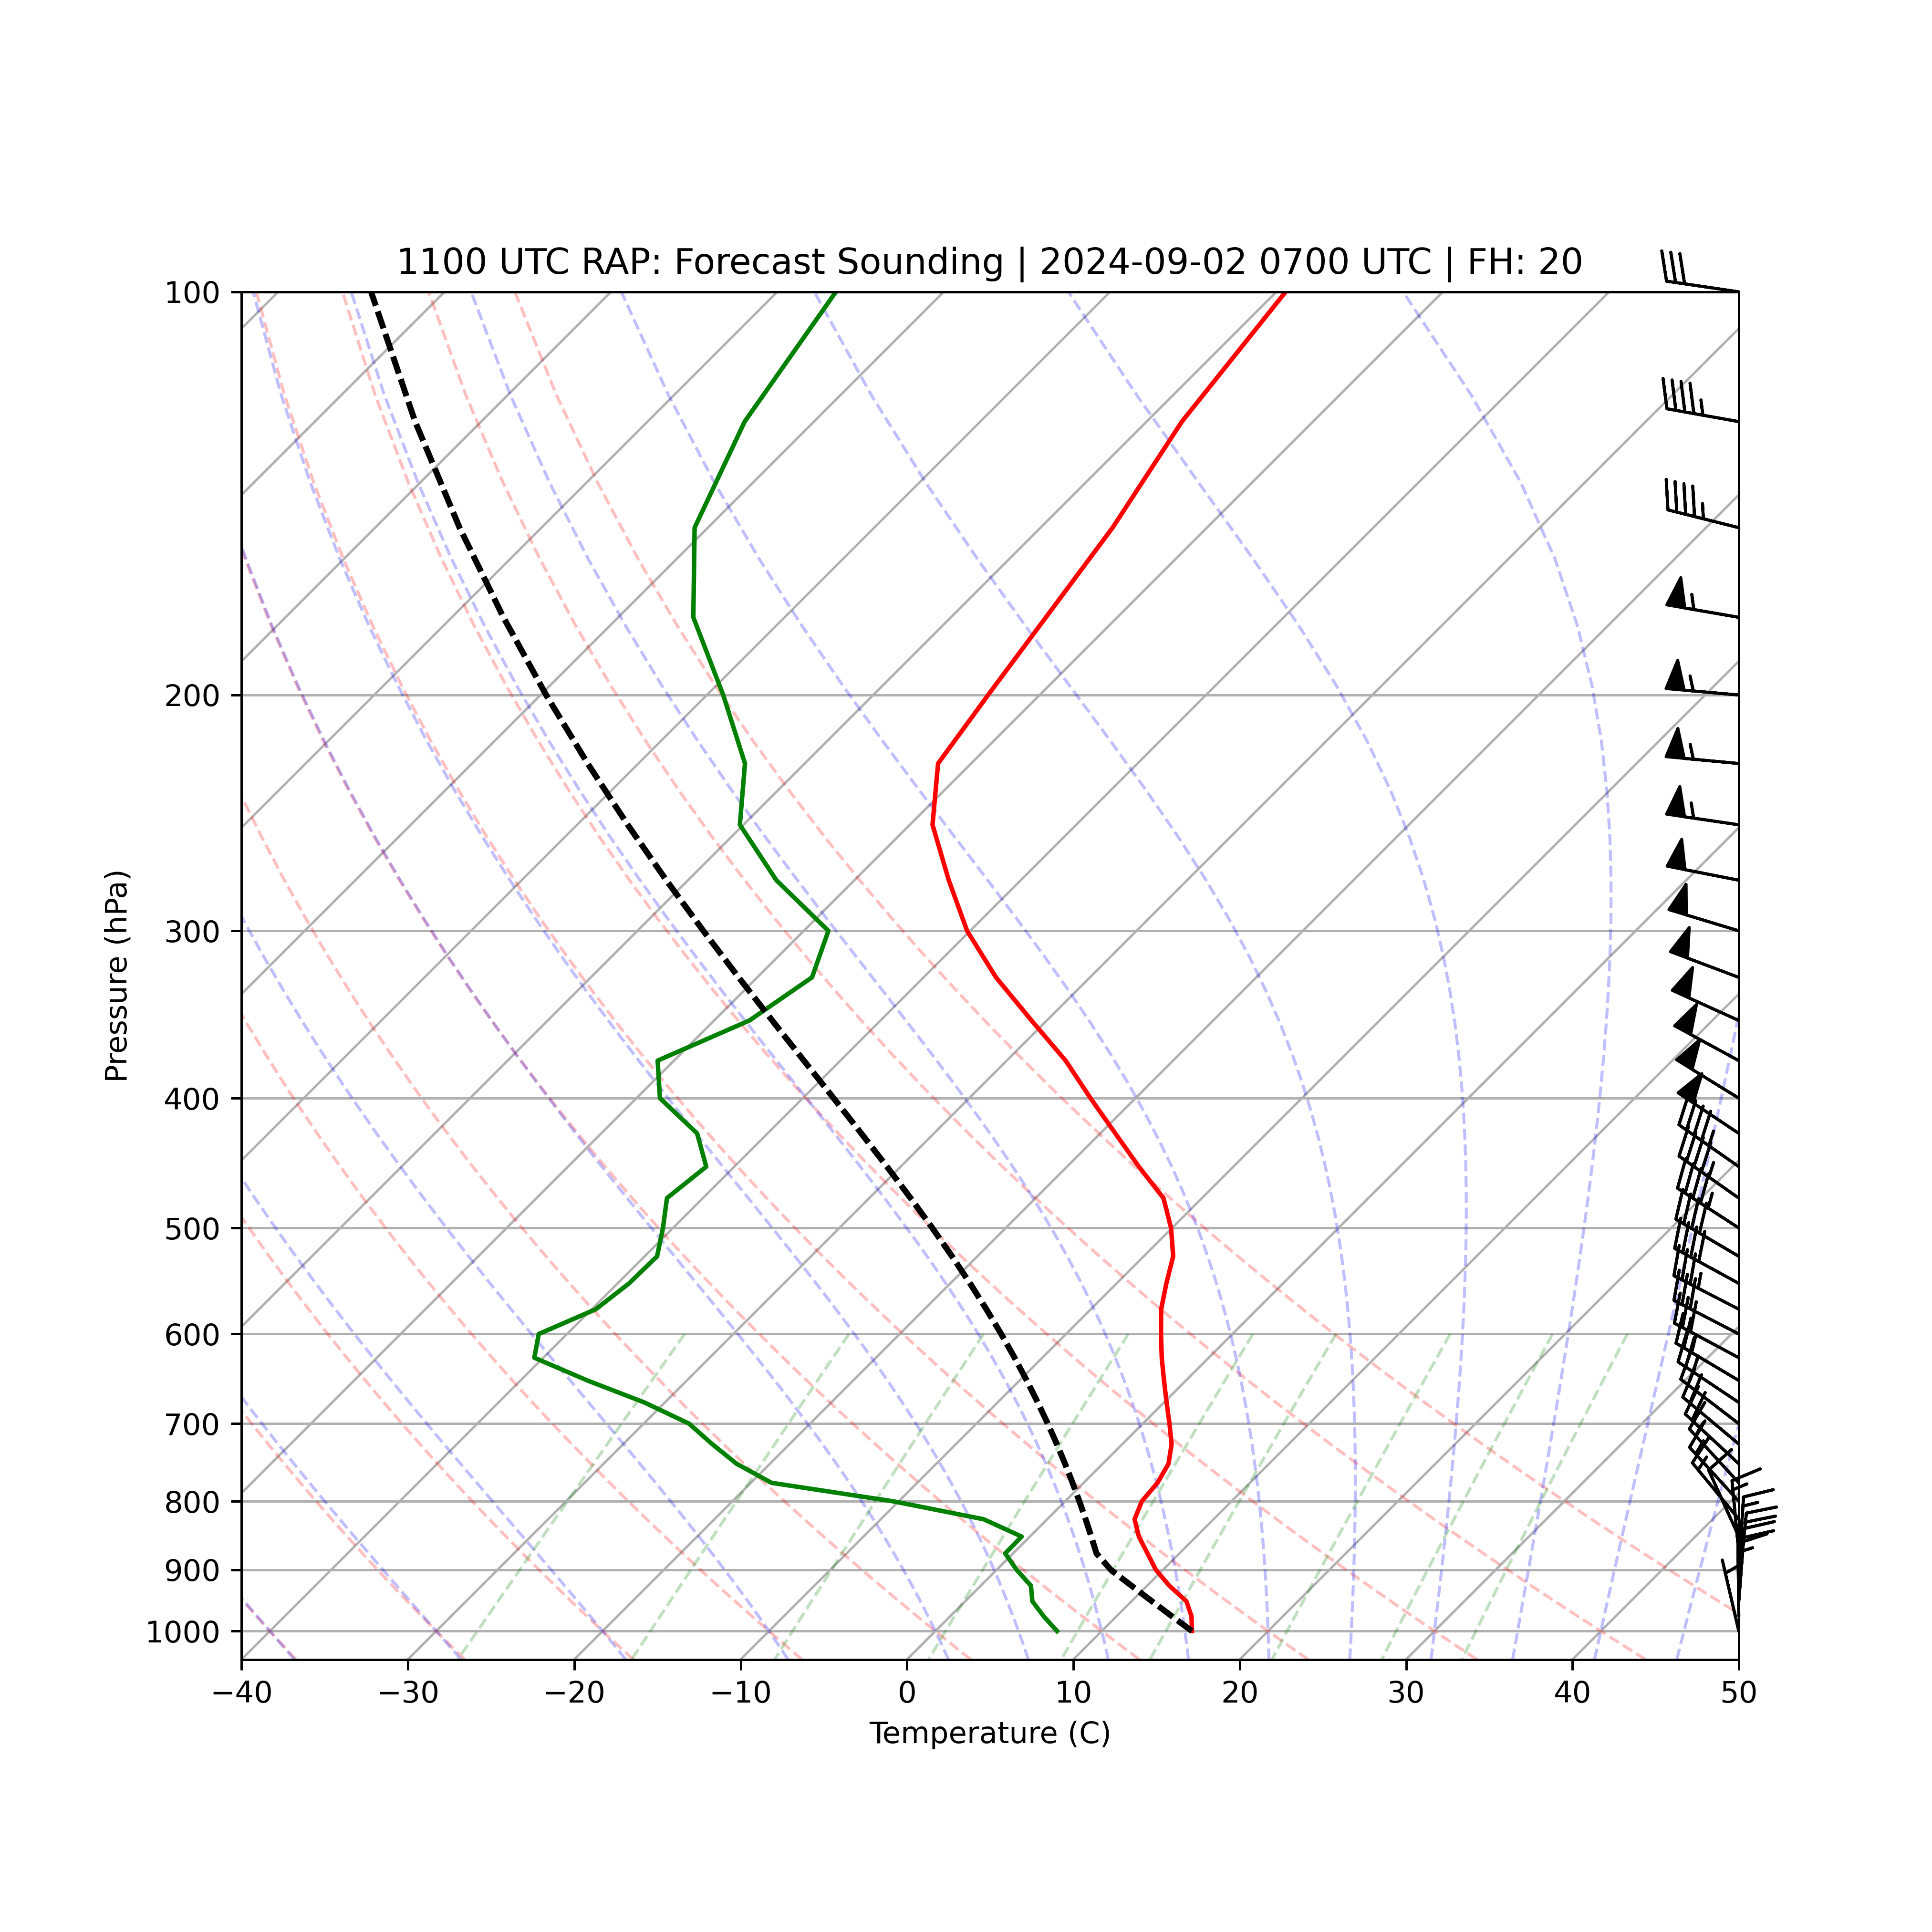 1100 UTC RAP: Forecast Sounding | 2024-09-02 0700 UTC | FH: 20
100
200
300
400
500
600
700
800
900
1000
Pressure (hPa)
−40 −30 −20 −10 0 10 20 30 40 50
Temperature (C)